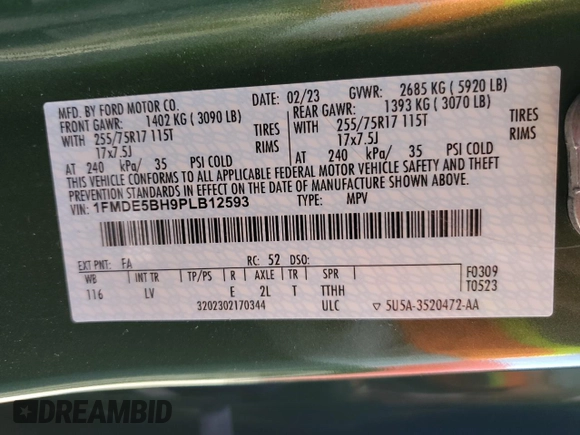 MFD. BY FORD MOTOR CO.
DATE: 02/23
GVWR: 2685 KG ( 5920 LB)
FRONT GAWR: 1402 KG ( 3090 LB)
REAR GAWR: 1393 KG ( 3070 LB)
WITH 255/75R17 115T TIRES
255/75R17 115T TIRES
17x7.5J RIMS
17x7.5J RIMS
AT 240 kPa/ 35 PSI COLD
AT 240 kPa/ 35 PSI COLD
THIS VEHICLE CONFORMS TO ALL APPLICABLE FEDERAL MOTOR VEHICLE SAFETY AND THEFT
PREVENTION STANDARDS IN EFFECT ON THE DATE OF MANUFACTURE SHOWN ABOVE.
VIN: 1FMDE5BH9PLB12593
TYPE: MPV
EXT PNT: FA RC: 52 DSO:
WB INT TR TP/PS R AXLE TR SPR
116 LV E 2L T TTHH
F0309
T0523
3202302170344 ULC ▽ 5U5A-3520472-AA
DREAMBID